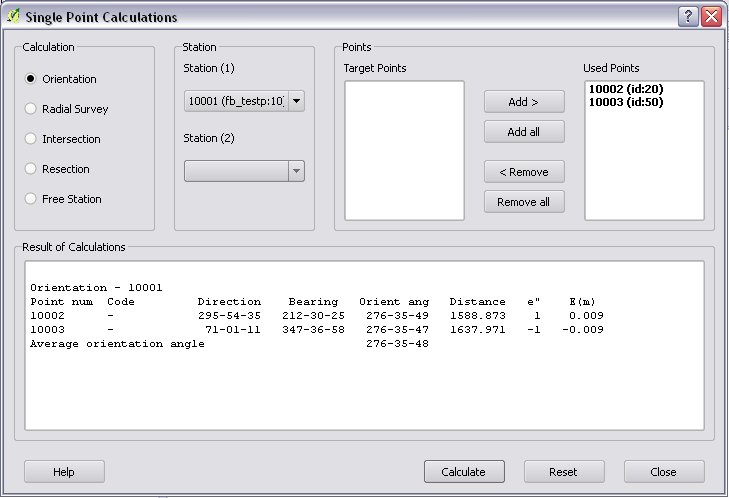 Single Point Calculations
Calculation
Orientation
Radial Survey
Intersection
Resection
Free Station
Station
Station (1)
10001 (fb_testp:10)
Station (2)
Points
Target Points
Add >
Add all
< Remove
Remove all
Used Points
10002 (id:20)
10003 (id:50)
Result of Calculations
Orientation - 10001
Point num Code Direction Bearing Orient ang Distance e" E(m)
10002 - 295-54-35 212-30-25 276-35-49 1588.873 1 0.009
10003 - 71-01-11 347-36-58 276-35-47 1637.971 -1 -0.009
Average orientation angle 276-35-48
Help
Calculate
Reset
Close